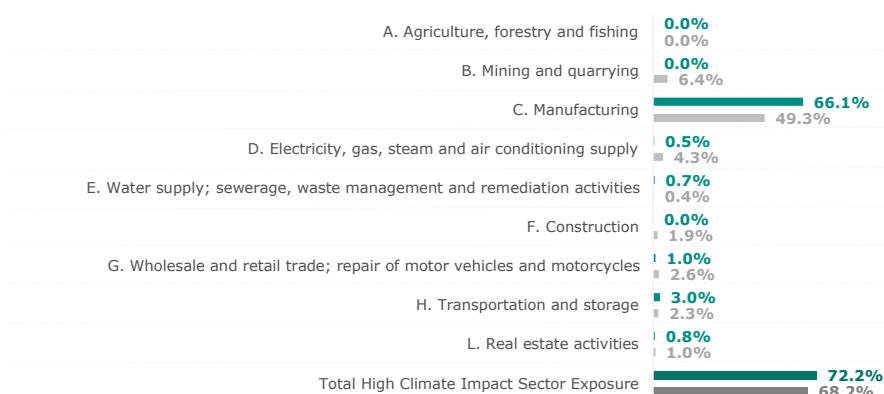 A. Agriculture, forestry and fishing
0.0%
0.0%
B. Mining and quarrying
0.0%
6.4%
C. Manufacturing
66.1%
49.3%
D. Electricity, gas, steam and air conditioning supply
0.5%
4.3%
E. Water supply; sewerage, waste management and remediation activities
0.7%
0.4%
F. Construction
0.0%
1.9%
G. Wholesale and retail trade; repair of motor vehicles and motorcycles
1.0%
2.6%
H. Transportation and storage
3.0%
2.3%
L. Real estate activities
0.8%
1.0%
Total High Climate Impact Sector Exposure
72.2%
68.2%